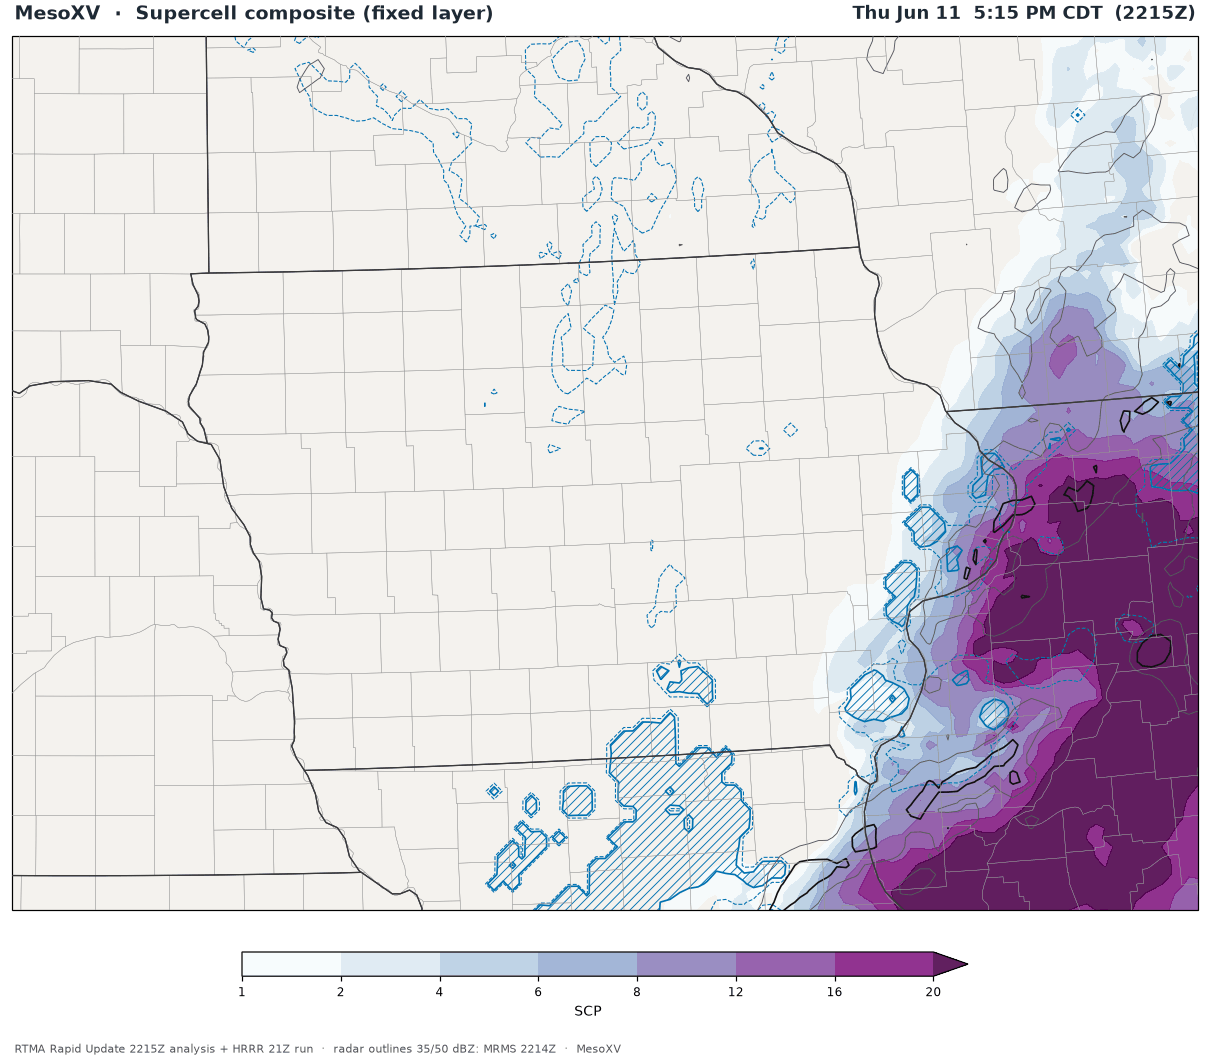 MesoXV · Supercell composite (fixed layer)
Thu Jun 11 5:15 PM CDT (2215Z)
1 2 4 6 8 12 16 20
SCP
RTMA Rapid Update 2215Z analysis + HRRR 21Z run · radar outlines 35/50 dBZ: MRMS 2214Z · MesoXV